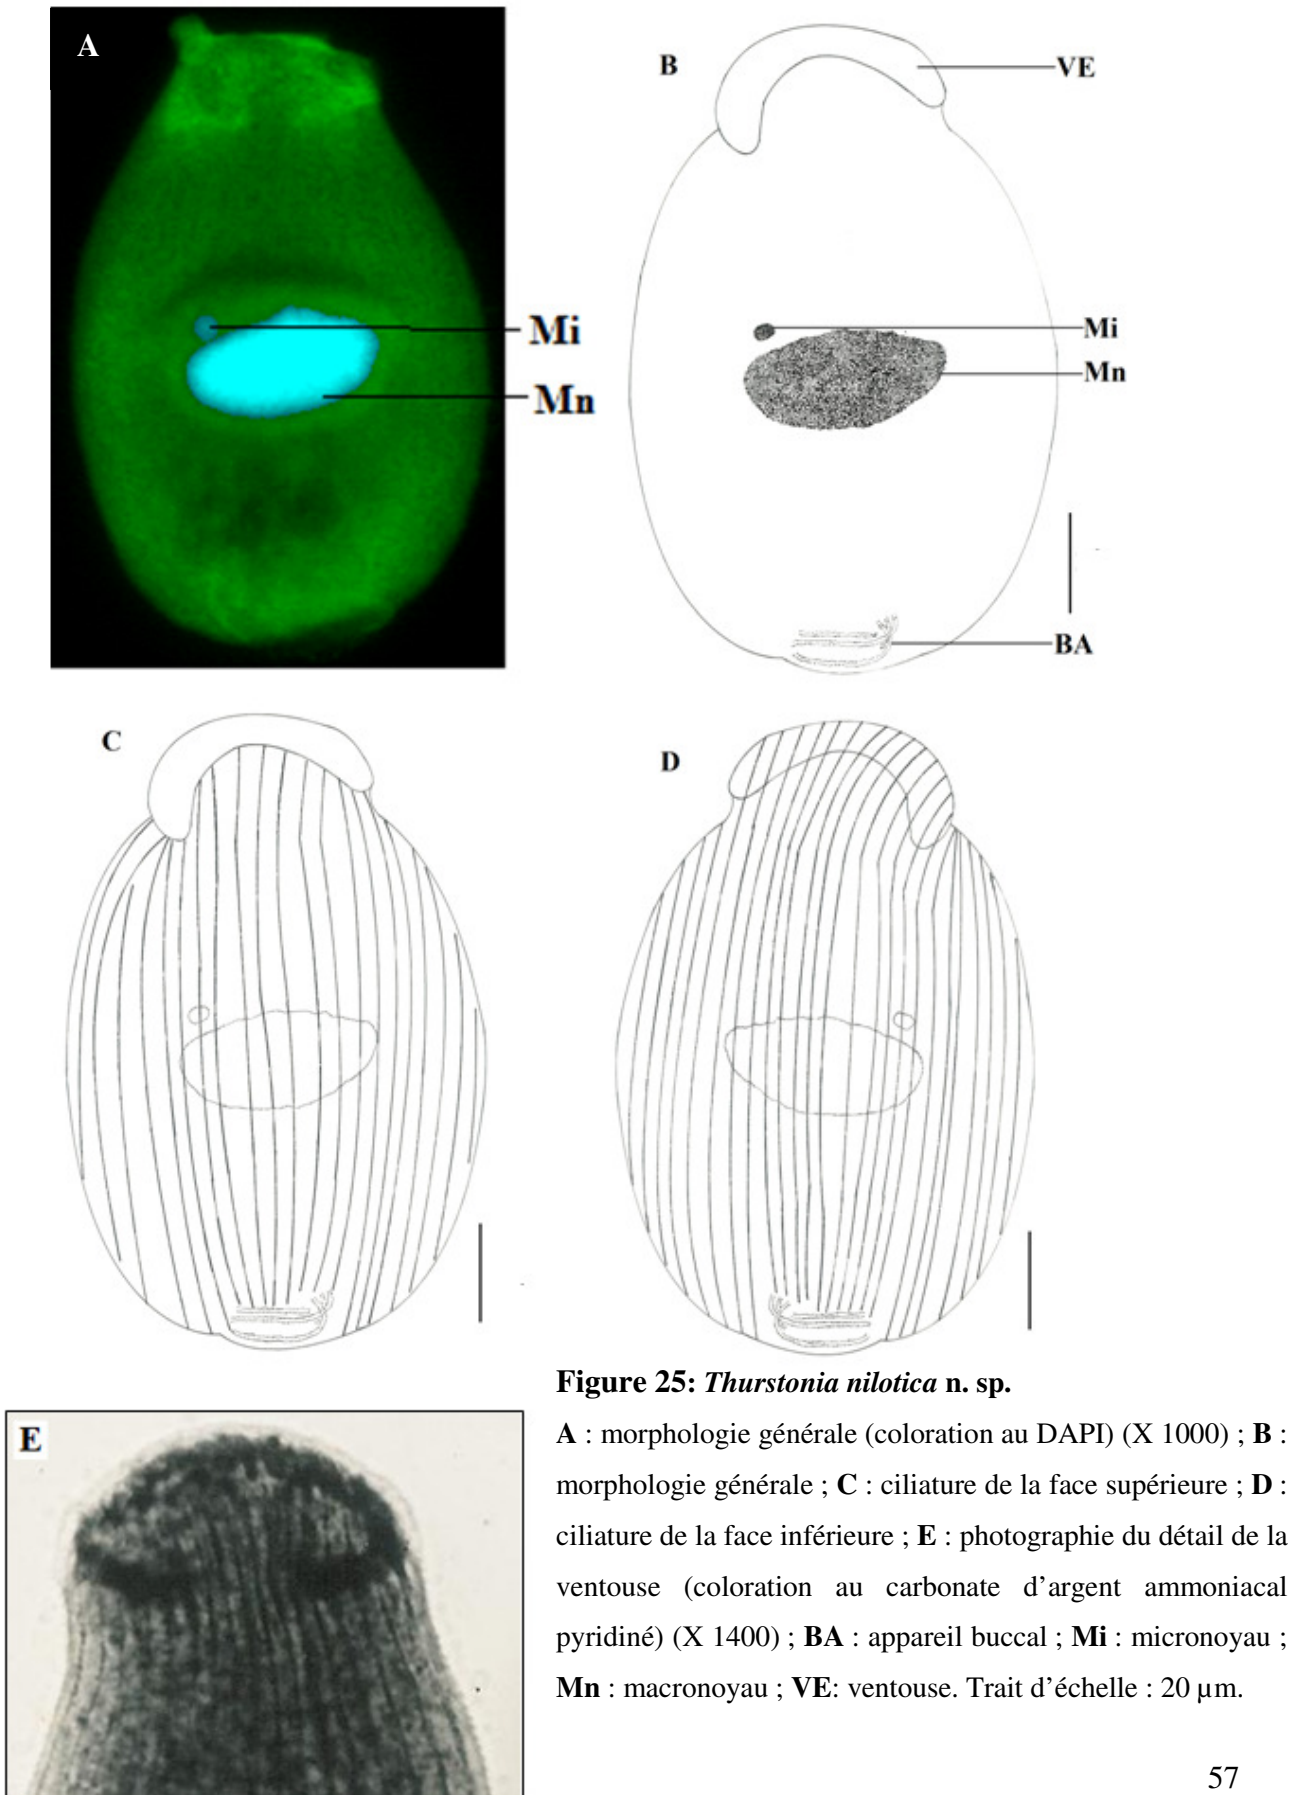 A
B
VE
Mi
Mn
Mi
Mn
BA
C
D
E
Figure 25: Thurstonia nilotica n. sp.
A : morphologie générale (coloration au DAPI) (X 1000) ; B :
morphologie générale ; C : ciliature de la face supérieure ; D :
ciliature de la face inférieure ; E : photographie du détail de la
ventouse (coloration au carbonate d’argent ammoniacal
pyridiné) (X 1400) ; BA : appareil buccal ; Mi : micronoyau ;
Mn : macronoyau ; VE: ventouse. Trait d’échelle : 20 µm.
57